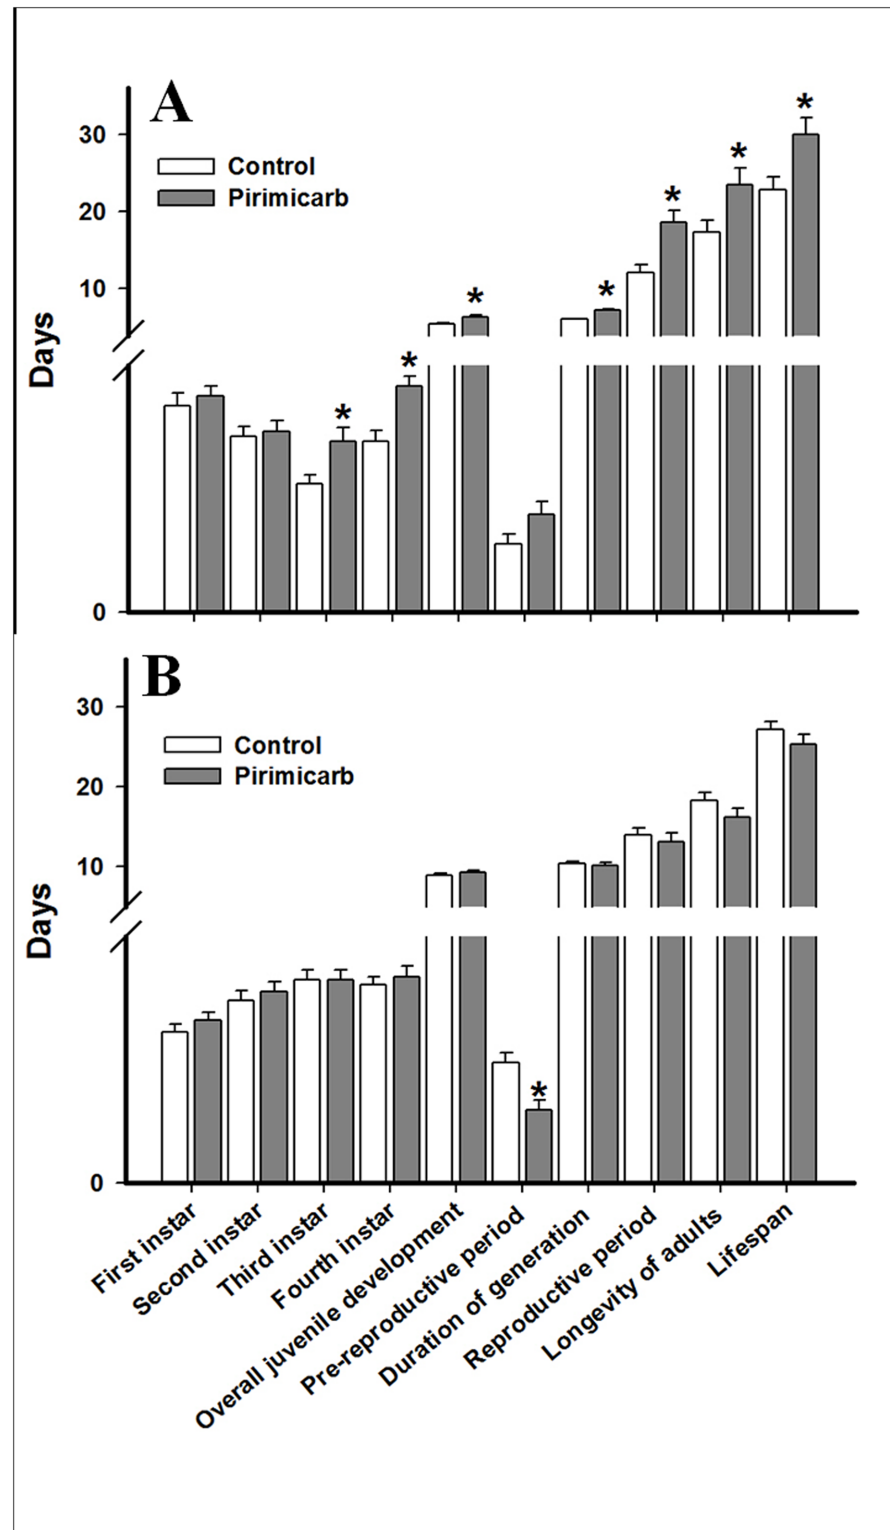 A
Control
Pirimicarb
30
20
10
0
Days
* * * * * * *
B
Control
Pirimicarb
30
20
10
0
Days
*
First instar
Second instar
Third instar
Fourth instar
Overall juvenile development
Pre-reproductive period
Duration of generation
Reproductive period
Longevity of adults
Lifespan